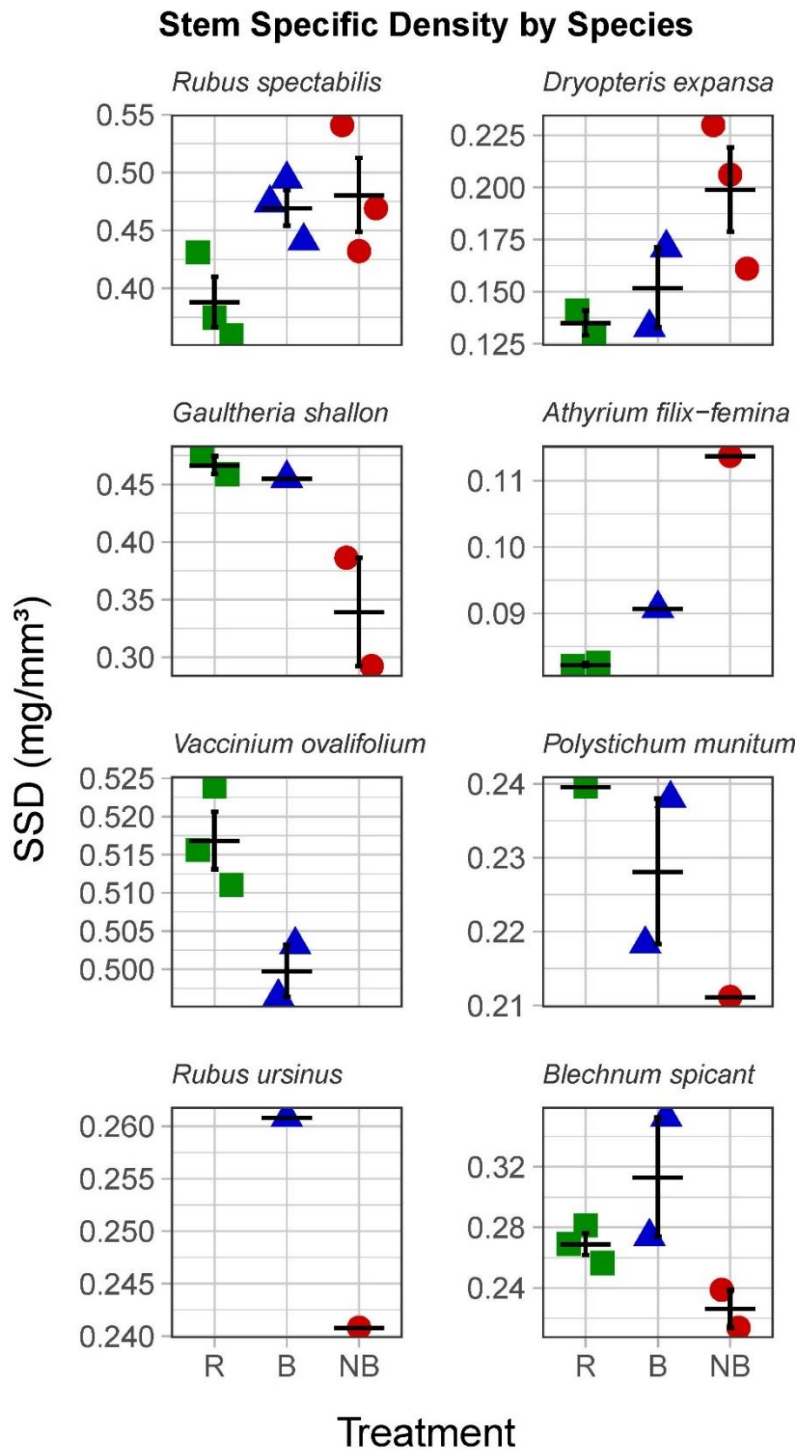 Stem Specific Density by Species
Rubus spectabilis
0.55
0.50
0.45
0.40
Dryopteris expansa
0.225
0.200
0.175
0.150
0.125
Gaultheria shallon
0.45
0.40
0.35
0.30
Athyrium filix−femina
0.11
0.10
0.09
SSD (mg/mm³)
Vaccinium ovalifolium
0.525
0.520
0.515
0.510
0.505
0.500
Polystichum munitum
0.24
0.23
0.22
0.21
Rubus ursinus
0.260
0.255
0.250
0.245
0.240
R B NB
Blechnum spicant
0.32
0.28
0.24
R B NB
Treatment